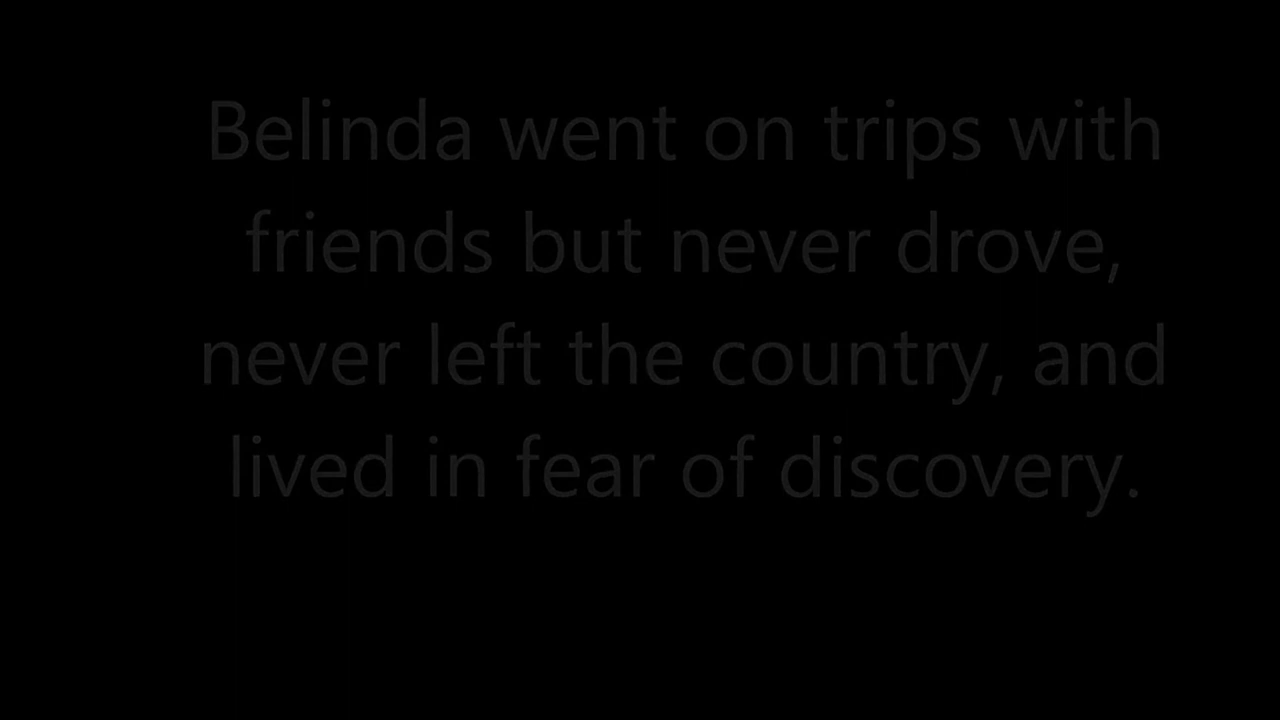 Belinda went on trips with
friends but never drove,
never left the country, and
lived in fear of discovery.